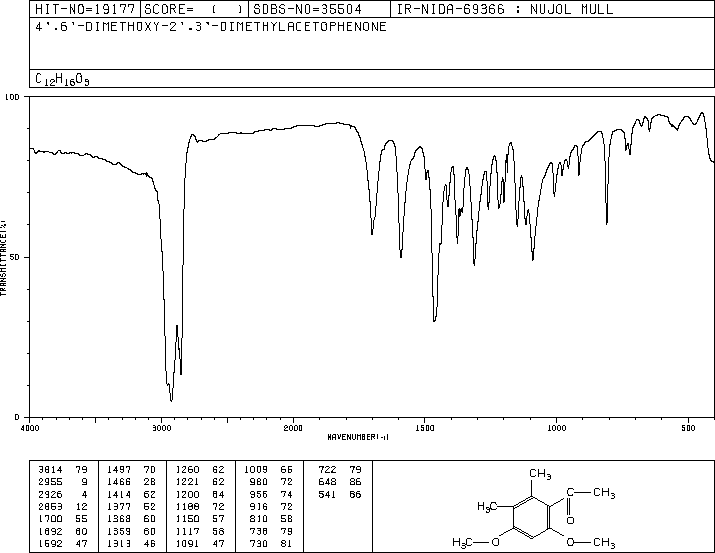 HIT-NO=19177 SCORE= ( ) SDBS-NO=35504 IR-NIDA-69366 : NUJOL MULL
4'.6'-DIMETHOXY-2'.3'-DIMETHYLACETOPHENONE
C12H16O3
100
50
0
TRANSMITTANCE(%)
4000 3000 2000 1500 1000 500
WAVENUMBER(-1)
3814 79 1497 70 1260 62 1009 66 722 79
2955 9 1466 28 1221 62 980 72 648 86
2926 4 1414 62 1200 64 956 74 541 86
2853 12 1377 52 1188 72 916 72
1700 55 1368 60 1150 57 810 58
1692 60 1359 60 1117 58 738 79
1592 47 1313 46 1091 47 730 81
CH3
H3C
C CH3
O
H3C O
O CH3